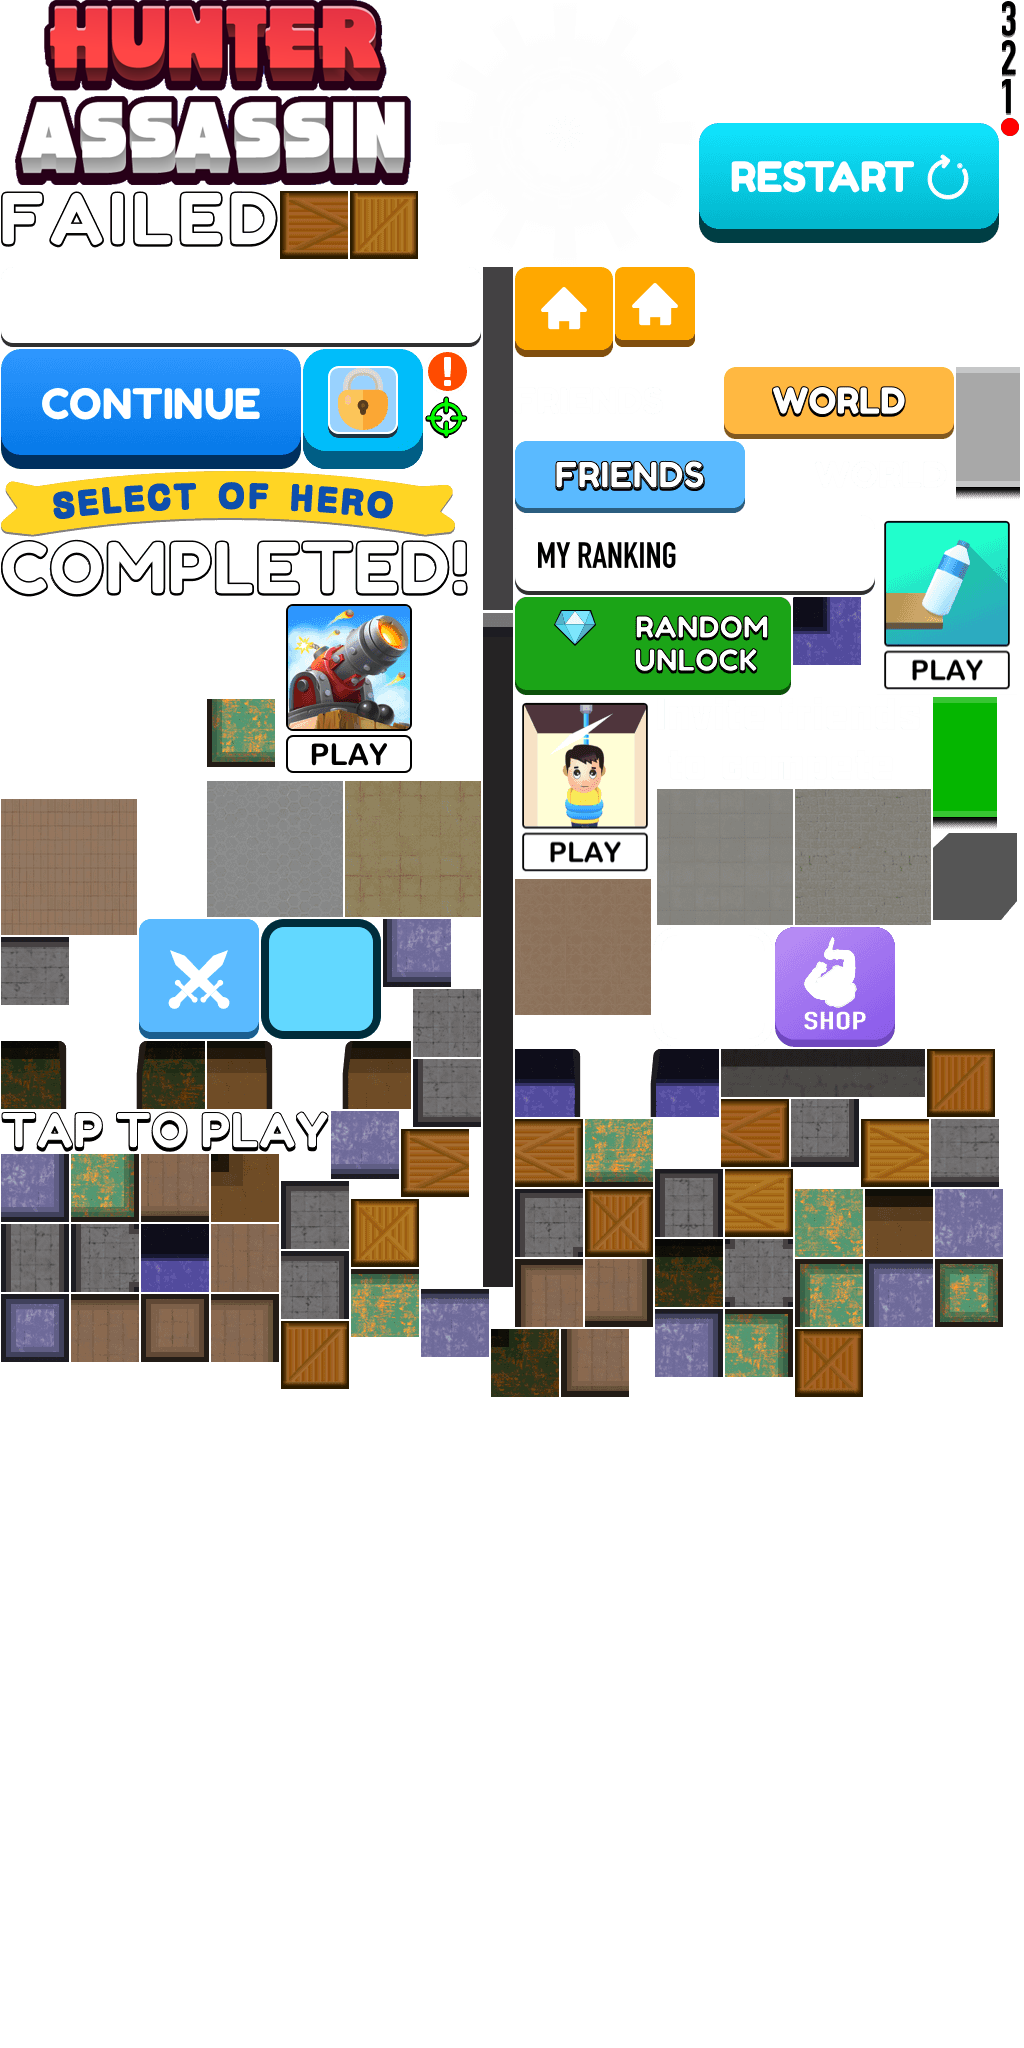 HUNTER
ASSASSIN
3
2
1
RESTART
FAILED
CONTINUE
!
WORLD
FRIENDS
SELECT OF HERO
COMPLETED!
MY RANKING
RANDOM
UNLOCK
PLAY
PLAY
PLAY
SHOP
TAP TO PLAY